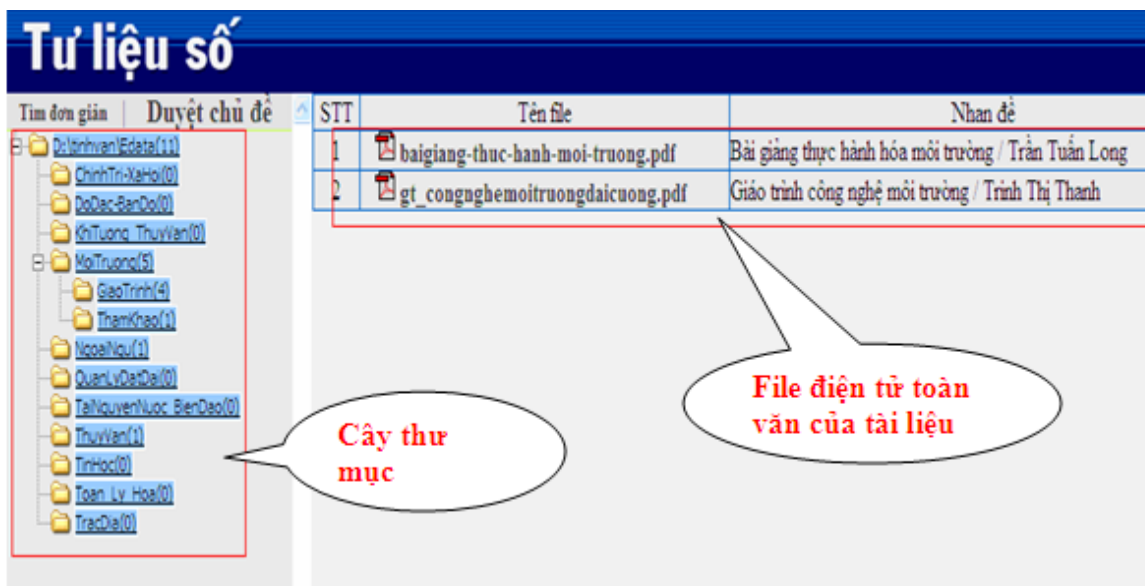 Tư liệu số
Tìm đơn giản | Duyệt chủ đề
STT Tên file Nhan đề
1 baigiang-thuc-hanh-moi-truong.pdf Bài giảng thực hành hóa môi trường / Trần Tuấn Long
2 gt_congnghemoitruongdaicuong.pdf Giáo trình công nghệ môi trường / Trinh Thị Thanh
D:\tinhvan\Edata(11)
ChinhTri-XaHoi(0)
DoDac-BanDo(0)
KhiTuong_ThuyVan(0)
MoiTruong(5)
GiaoTrinh(4)
ThamKhao(1)
NgoaiNgu(1)
QuanLyDatDai(0)
TaiNguyenNuoc_BienDao(0)
ThuyVan(1)
TinHoc(0)
Toan_Ly_Hoa(0)
TracDia(0)
Cây thư
mục
File điện tử toàn
văn của tài liệu